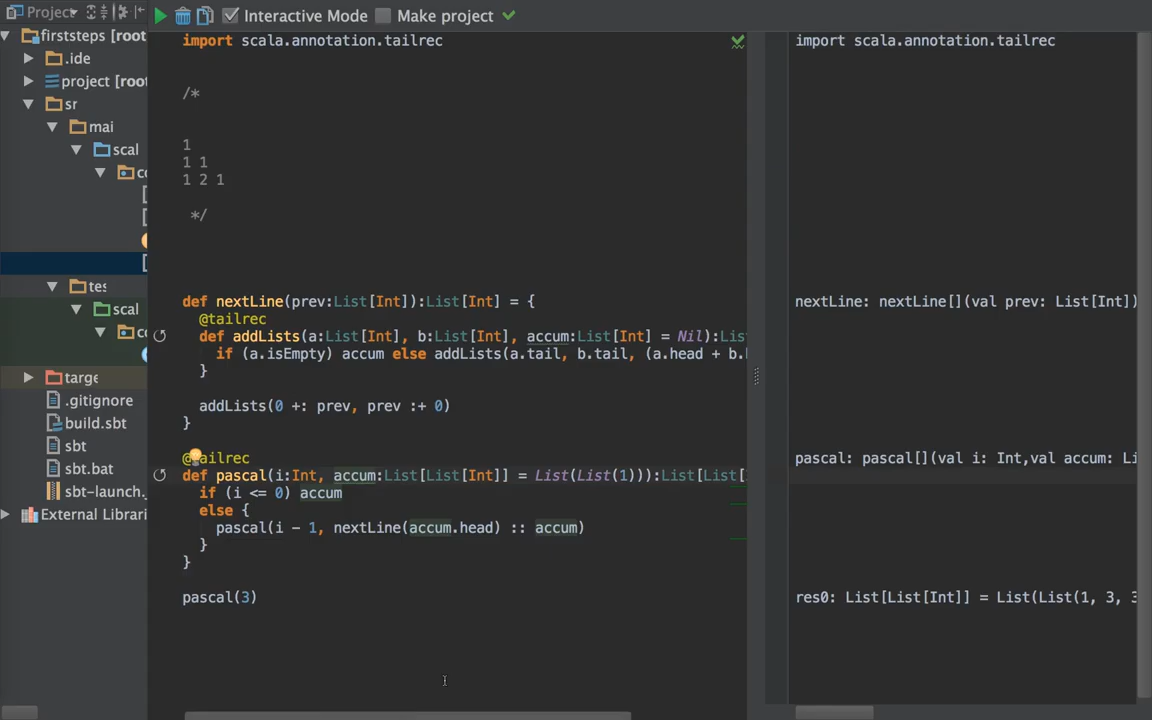 Project
Interactive Mode
Make project
firststeps [root
.ide
project [root
sr
mai
scal
co
tes
scal
co
targe
.gitignore
build.sbt
sbt
sbt.bat
sbt-launch.
External Librari
import scala.annotation.tailrec
/*
1
1 1
1 2 1
*/
def nextLine(prev:List[Int]):List[Int] = {
@tailrec
def addLists(a:List[Int], b:List[Int], accum:List[Int] = Nil):Lis
if (a.isEmpty) accum else addLists(a.tail, b.tail, (a.head + b.
}
addLists(0 +: prev, prev :+ 0)
}
@tailrec
def pascal(i:Int, accum:List[List[Int]] = List(List(1))):List[List[
if (i <= 0) accum
else {
pascal(i - 1, nextLine(accum.head) :: accum)
}
}
pascal(3)
import scala.annotation.tailrec
nextLine: nextLine[](val prev: List[Int])
pascal: pascal[](val i: Int,val accum: Li
res0: List[List[Int]] = List(List(1, 3, 3